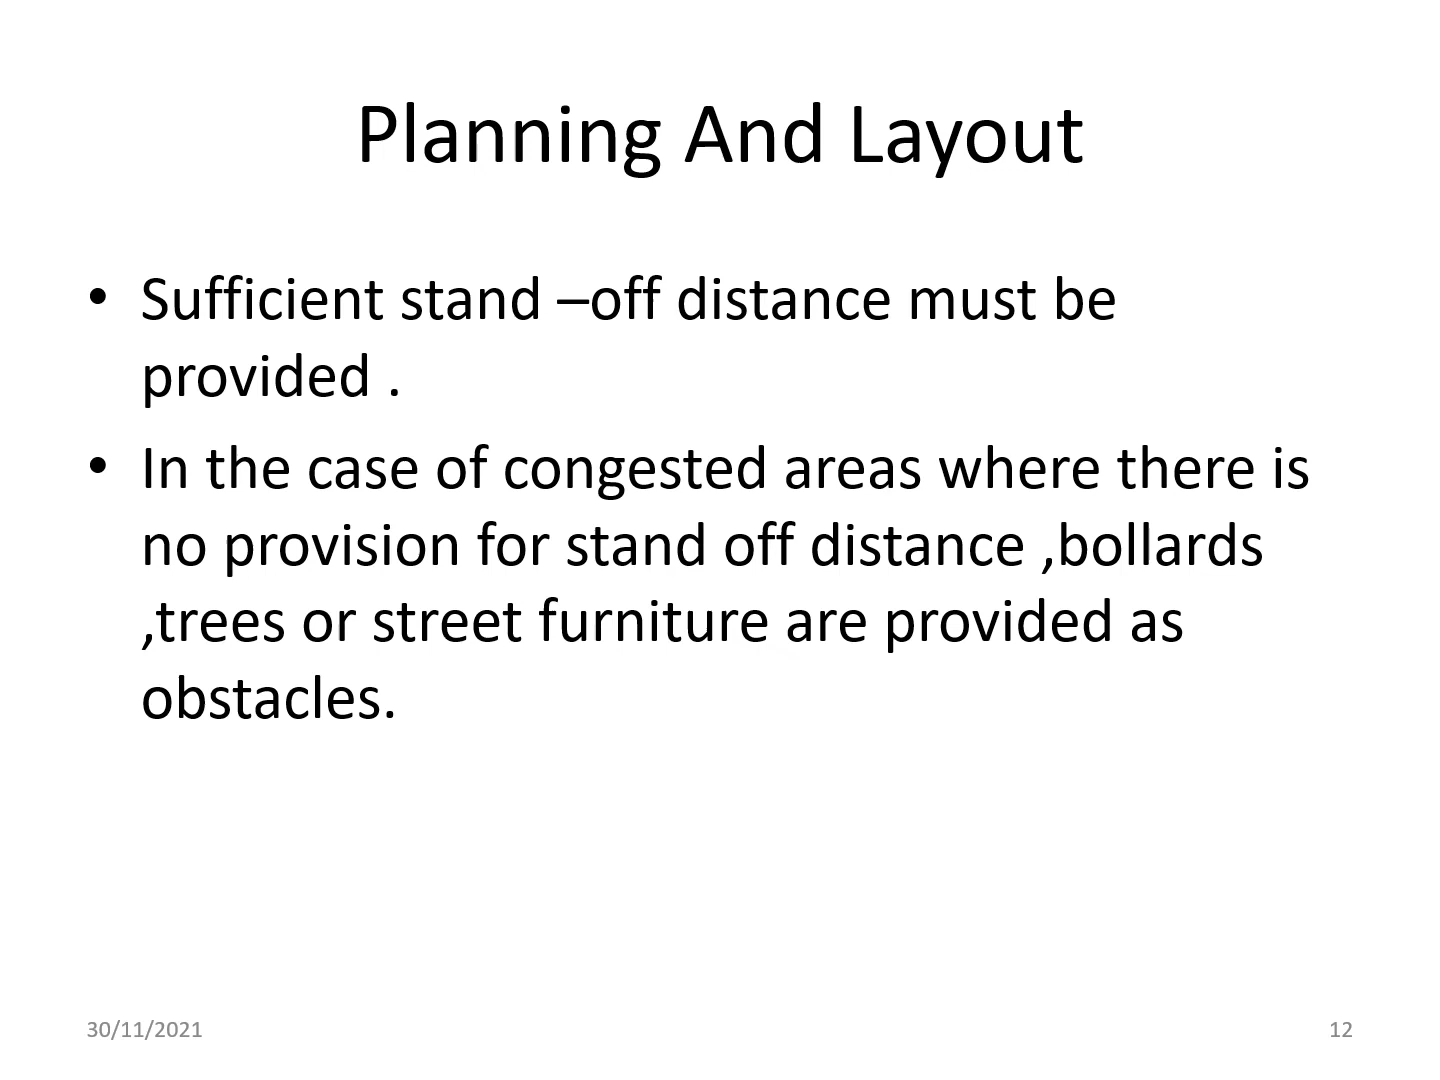 Planning And Layout
• Sufficient stand –off distance must be
provided .
• In the case of congested areas where there is
no provision for stand off distance ,bollards
,trees or street furniture are provided as
obstacles.
30/11/2021
12